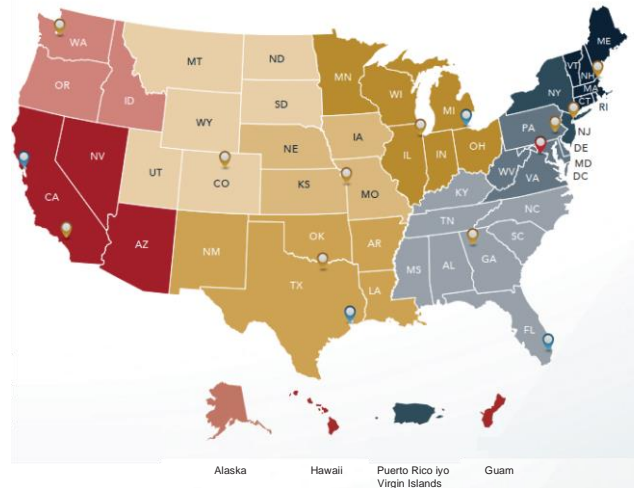 WA
ME
MT
ND
VT
MN
OR
NH
ID
NY
MA
WI
SD
CT
RI
MI
WY
PA
IA
NJ
NE
OH
DE
NV
IL
IN
MD
UT
WV
CO
VA
DC
CA
KS
MO
KY
NC
TN
OK
AZ
NM
AR
SC
MS
AL
GA
TX
LA
FL
Alaska
Hawaii
Puerto Rico iyo
Virgin Islands
Guam